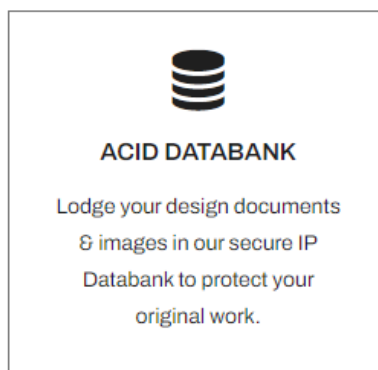 ACID DATABANK
Lodge your design documents
& images in our secure IP
Databank to protect your
original work.